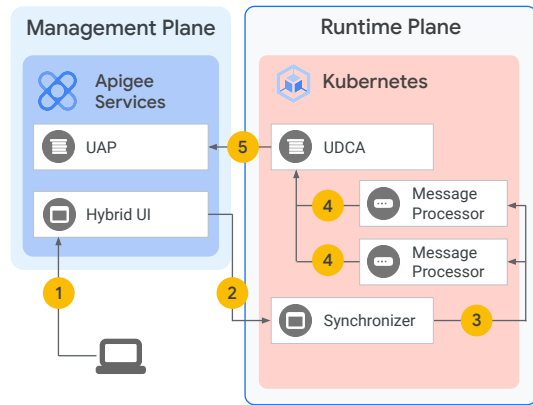 Management Plane
Runtime Plane
Apigee
Services
Kubernetes
UAP
5
UDCA
4
Message
Processor
Hybrid UI
4
Message
Processor
1
2
Synchronizer
3